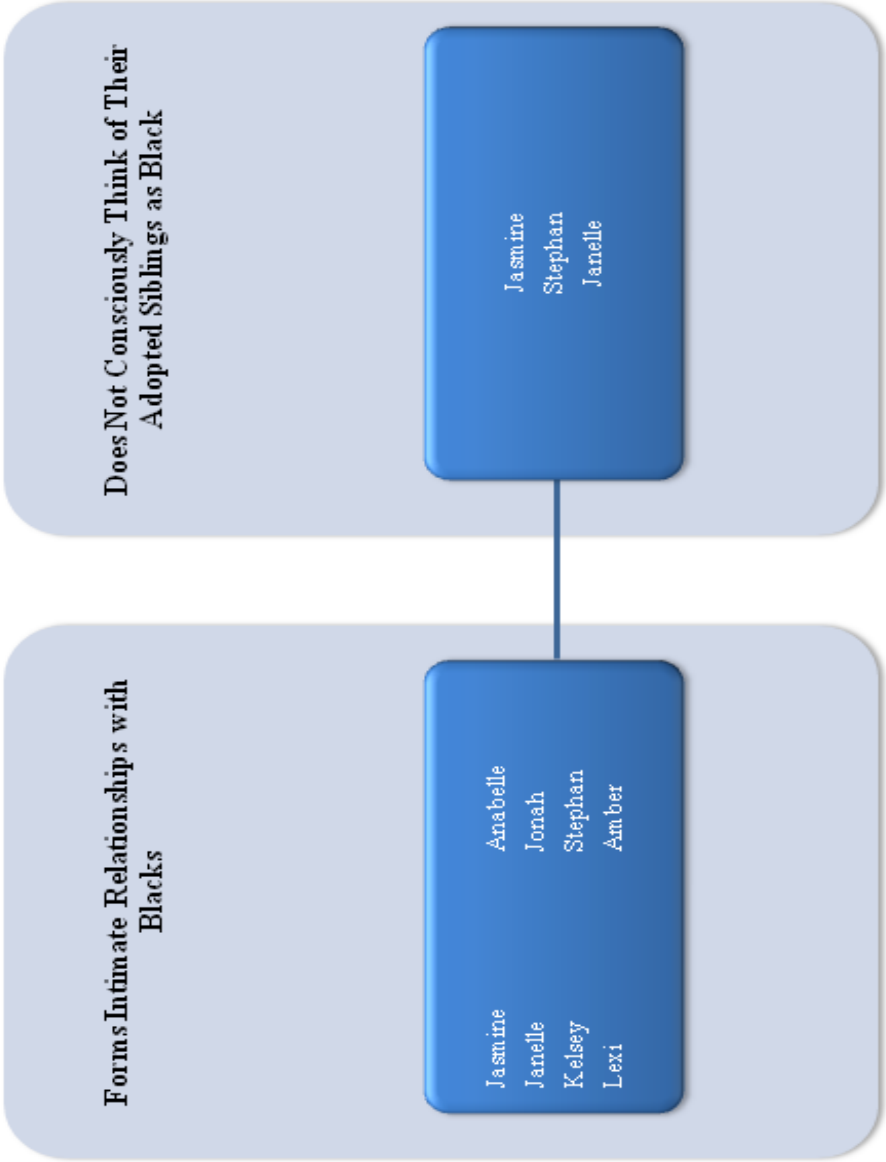 Forms Intimate Relationships with
Blacks
Jasmine
Janelle
Kelsey
Lexi
Anabelle
Jonah
Stephan
Amber
Does Not Consciously Think of Their
Adopted Siblings as Black
Jasmine
Stephan
Janelle